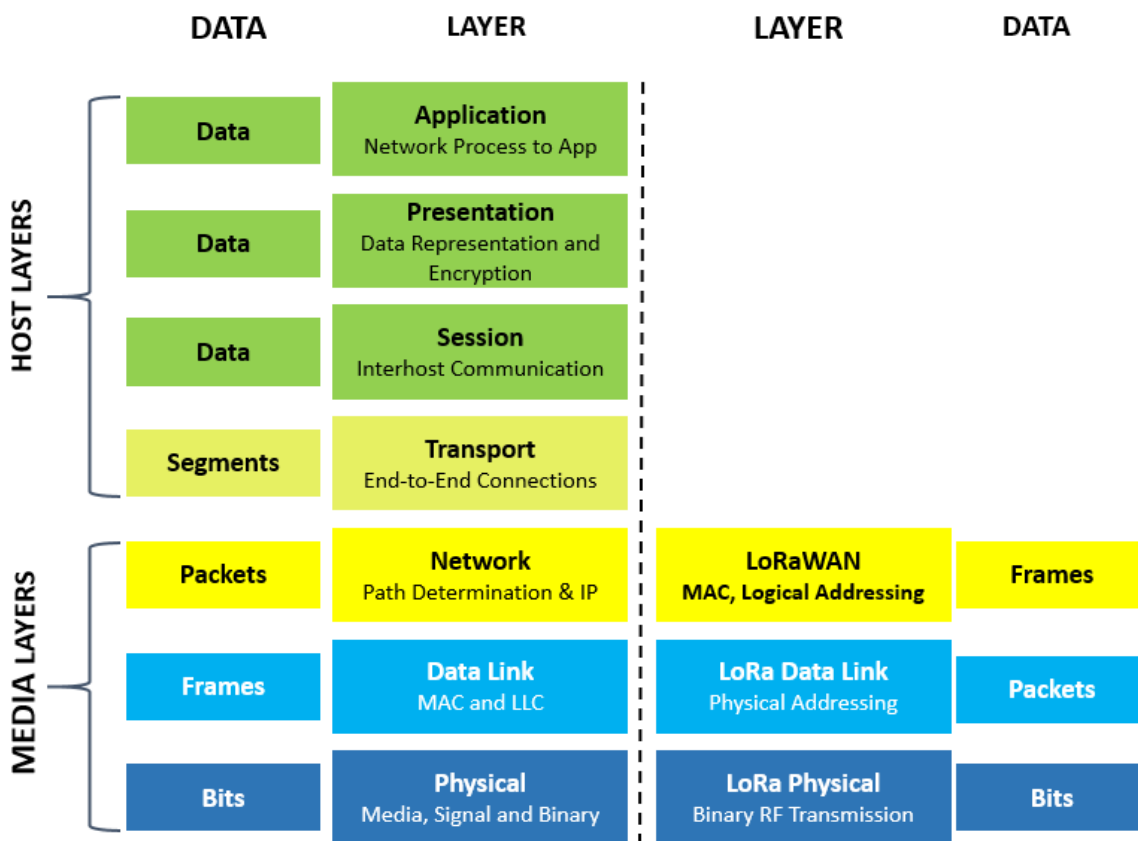 DATA LAYER LAYER DATA
HOST LAYERS
Data
Application
Network Process to App
Data
Presentation
Data Representation and
Encryption
Data
Session
Interhost Communication
Segments
Transport
End-to-End Connections
MEDIA LAYERS
Packets
Network
Path Determination & IP
LoRaWAN
MAC, Logical Addressing
Frames
Frames
Data Link
MAC and LLC
LoRa Data Link
Physical Addressing
Packets
Bits
Physical
Media, Signal and Binary
LoRa Physical
Binary RF Transmission
Bits